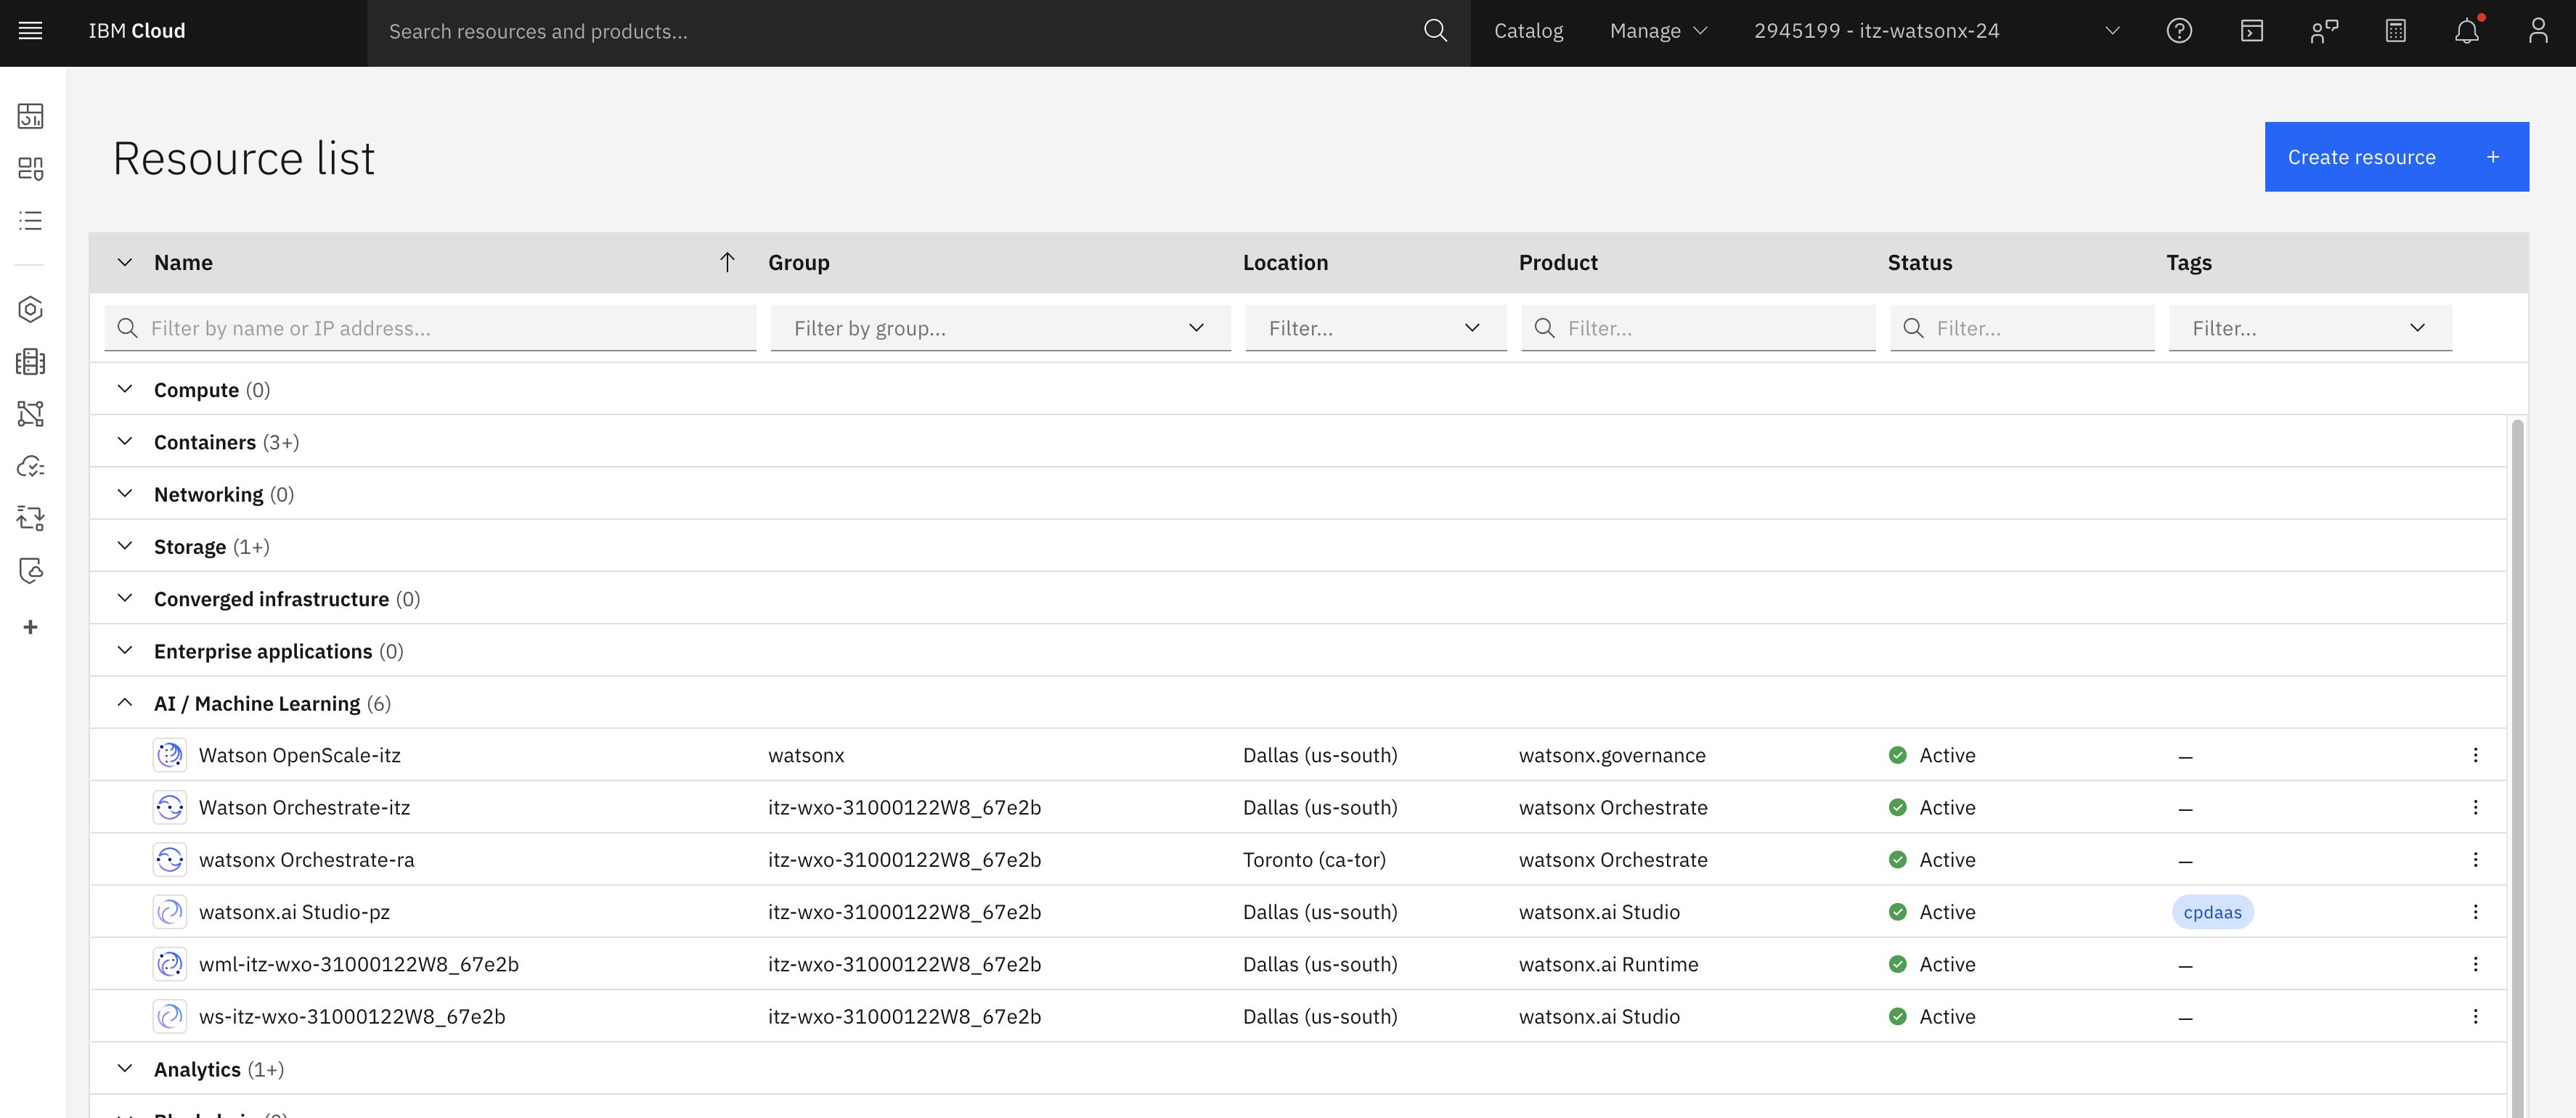 IBM Cloud
Search resources and products...
Catalog
Manage
2945199 - itz-watsonx-24
Resource list
Create resource +
Name Group Location Product Status Tags
Filter by name or IP address... Filter by group... Filter... Filter... Filter... Filter...
Compute (0)
Containers (3+)
Networking (0)
Storage (1+)
Converged infrastructure (0)
Enterprise applications (0)
AI / Machine Learning (6)
Watson OpenScale-itz watsonx Dallas (us-south) watsonx.governance Active –
Watson Orchestrate-itz itz-wxo-31000122W8_67e2b Dallas (us-south) watsonx Orchestrate Active –
watsonx Orchestrate-ra itz-wxo-31000122W8_67e2b Toronto (ca-tor) watsonx Orchestrate Active –
watsonx.ai Studio-pz itz-wxo-31000122W8_67e2b Dallas (us-south) watsonx.ai Studio Active cpdaas
wml-itz-wxo-31000122W8_67e2b itz-wxo-31000122W8_67e2b Dallas (us-south) watsonx.ai Runtime Active –
ws-itz-wxo-31000122W8_67e2b itz-wxo-31000122W8_67e2b Dallas (us-south) watsonx.ai Studio Active –
Analytics (1+)